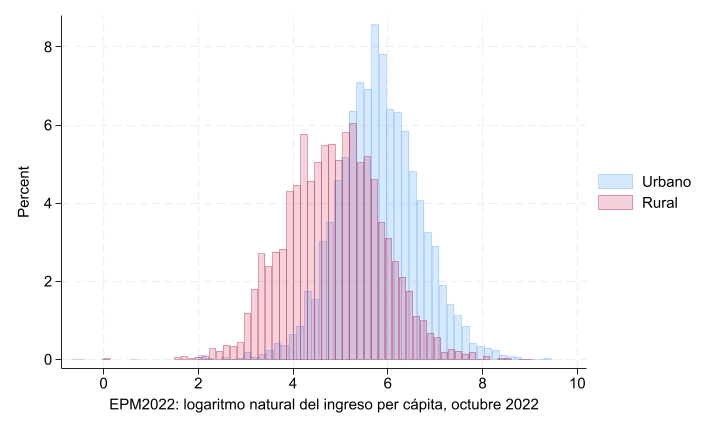 8
6
4
2
0
Percent
0 2 4 6 8 10
EPM2022: logaritmo natural del ingreso per cápita, octubre 2022
Urbano
Rural